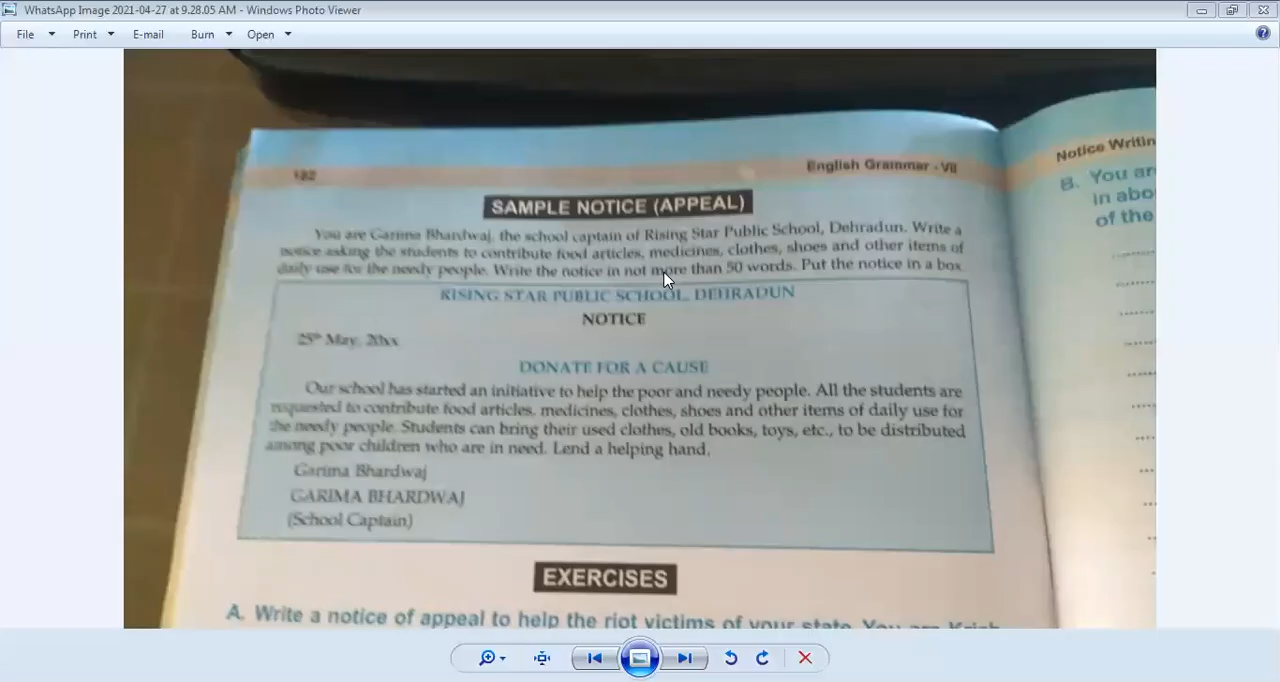 WhatsApp Image 2021-04-27 at 9.28.05 AM - Windows Photo Viewer
File Print E-mail Burn Open
182
English Grammar - VII
SAMPLE NOTICE (APPEAL)
You are Garima Bhardwaj, the school captain of Rising Star Public School, Dehradun. Write a
notice asking the students to contribute food articles, medicines, clothes, shoes and other items of
daily use for the needy people. Write the notice in not more than 50 words. Put the notice in a box.
RISING STAR PUBLIC SCHOOL, DEHRADUN
NOTICE
25th May, 20xx
DONATE FOR A CAUSE
Our school has started an initiative to help the poor and needy people. All the students are
requested to contribute food articles, medicines, clothes, shoes and other items of daily use for
the needy people. Students can bring their used clothes, old books, toys, etc., to be distributed
among poor children who are in need. Lend a helping hand.
Garima Bhardwaj
GARIMA BHARDWAJ
(School Captain)
EXERCISES
A. Write a notice of appeal to help the riot victims of your state. You are Krish
Notice Writin
B. You ar
in abo
of the